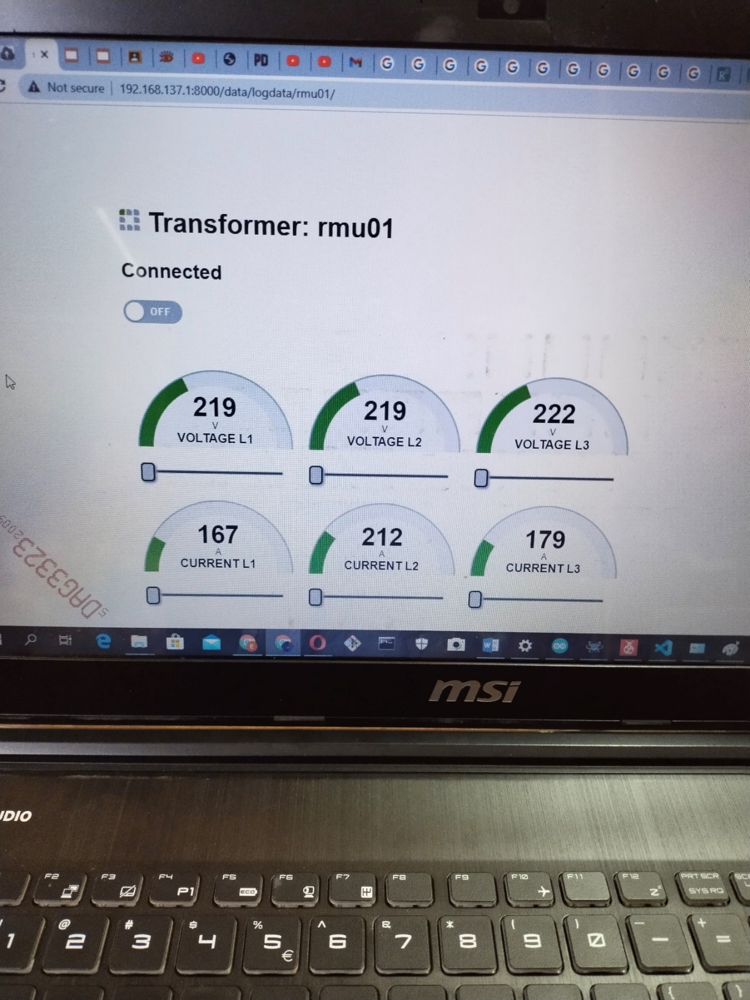 PD
Not secure 192.168.137.1:8000/data/logdata/rmu01/
Transformer: rmu01
Connected
OFF
219 219 222
V V V
VOLTAGE L1 VOLTAGE L2 VOLTAGE L3
167 212 179
A A A
CURRENT L1 CURRENT L2 CURRENT L3
msi
F2 F3 F4 F5 F6 F7 F8 F9 F10 F11 F12 PRT SCR
P1 ECO SYS RQ
@ # $ % ^ & * ( ) - +
1 2 3 4 5 € 6 7 8 9 0 - =
{ }